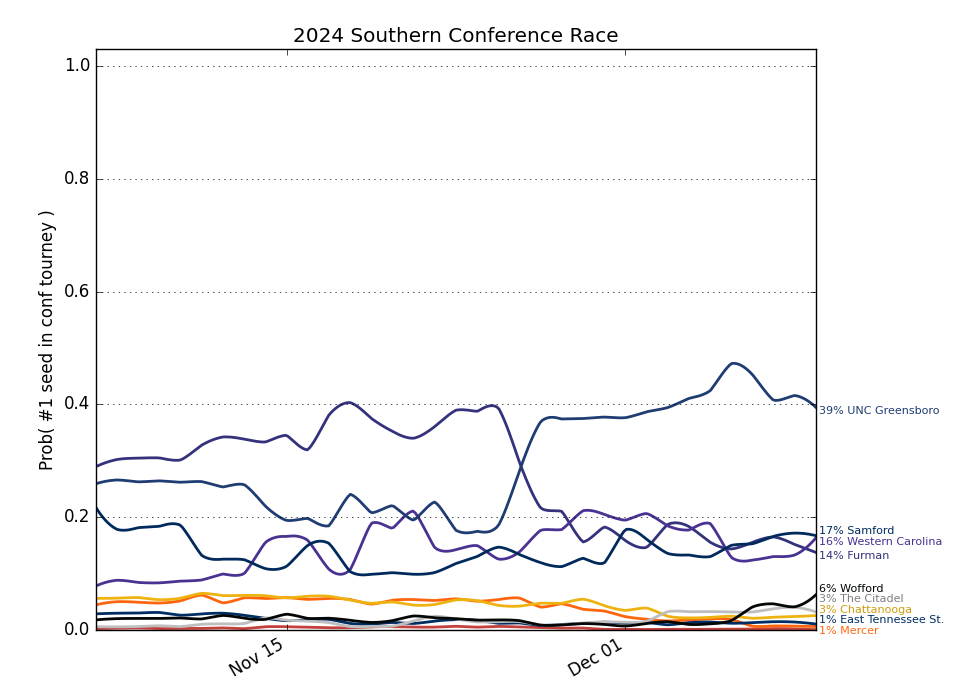 2024 Southern Conference Race
Prob( #1 seed in conf tourney )
1.0
0.8
0.6
0.4
0.2
0.0
Nov 15
Dec 01
39% UNC Greensboro
17% Samford
16% Western Carolina
14% Furman
6% Wofford
3% The Citadel
3% Chattanooga
1% East Tennessee St.
1% Mercer